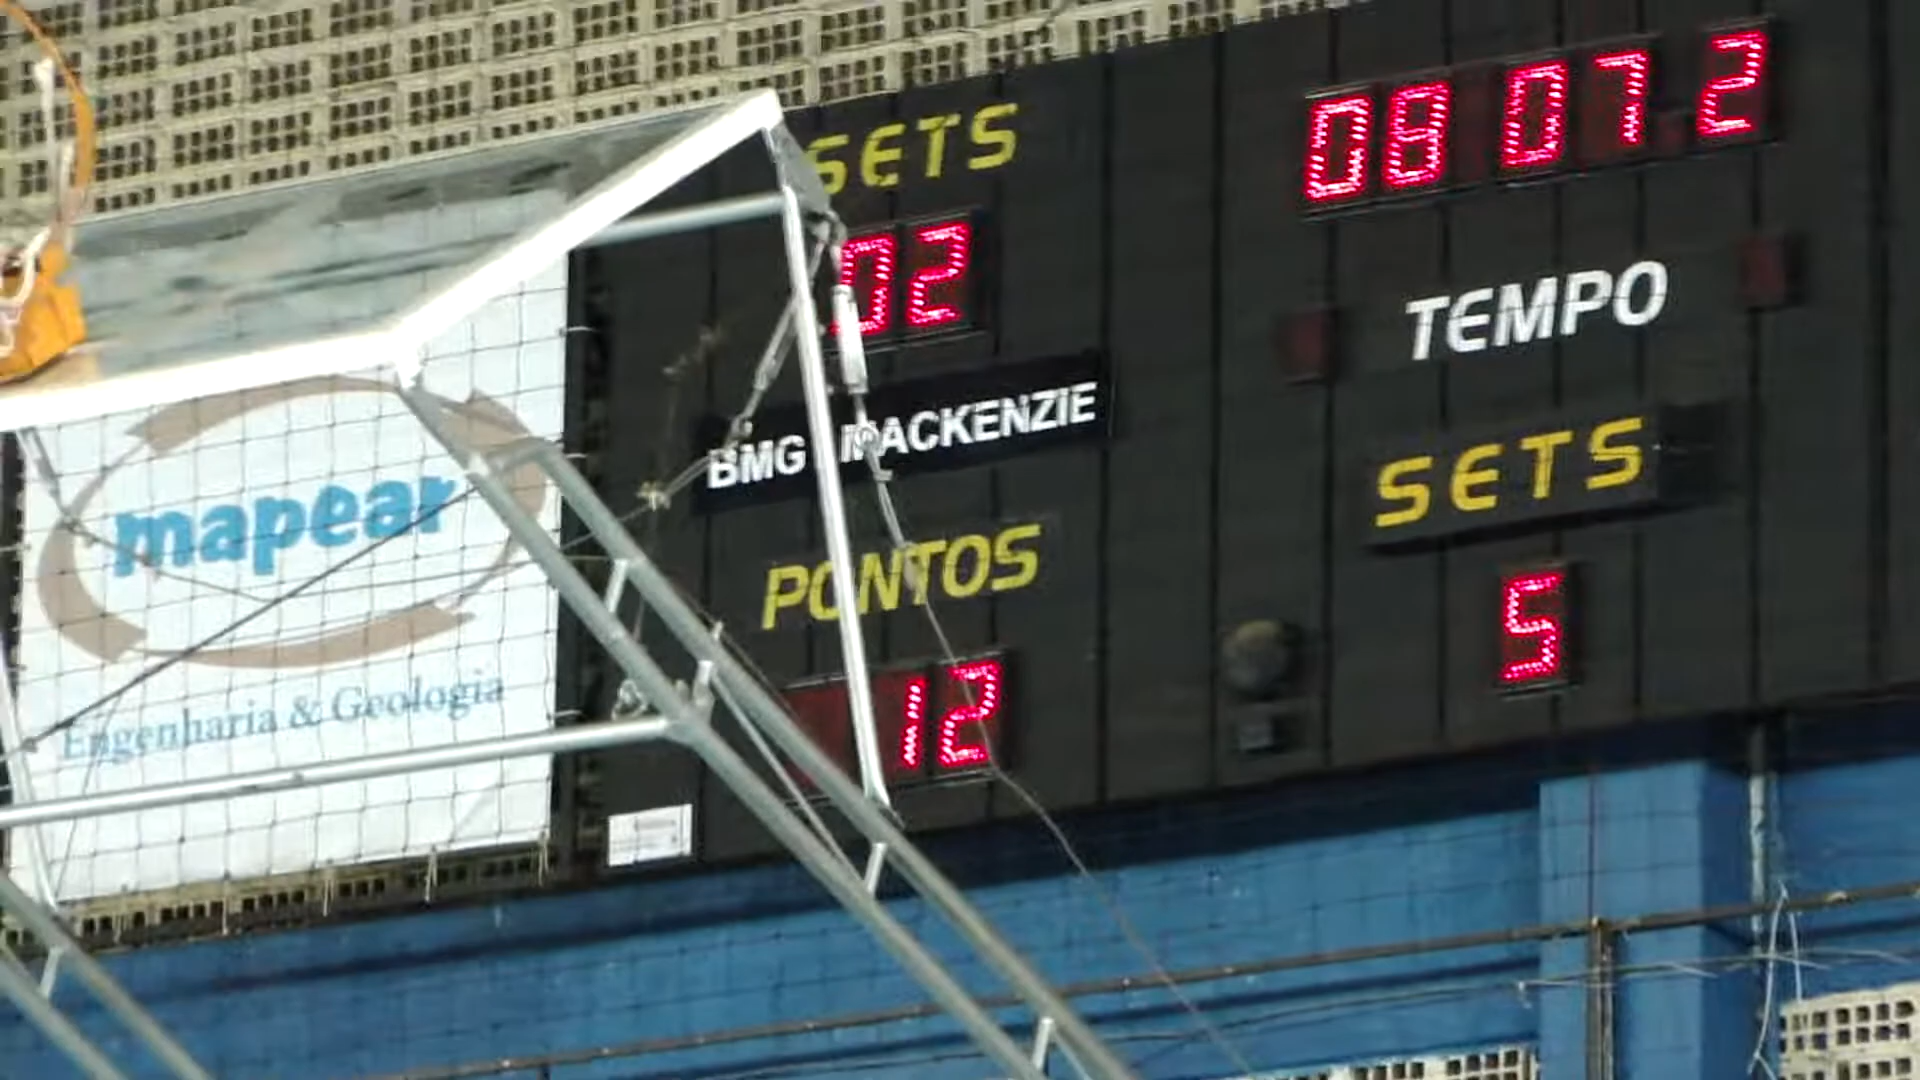 SETS
02
BMG MACKENZIE
PONTOS
12
08 07 2
TEMPO
SETS
5
mapear
Engenharia & Geologia